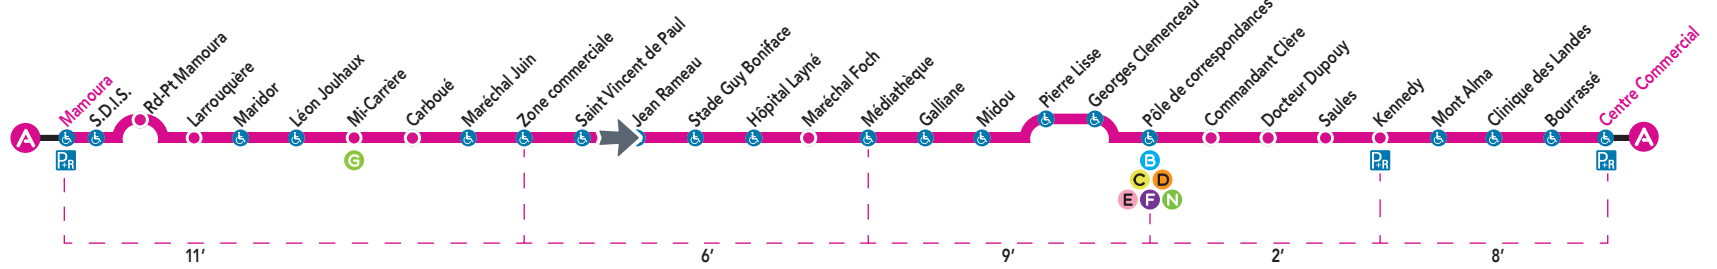 A
Mamoura
S.D.I.S.
Rd-Pt Mamoura
Larrouquère
Maridor
Léon Jouhaux
Mi-Carrère
Carboué
Maréchal Juin
Zone commerciale
Saint Vincent de Paul
Jean Rameau
Stade Guy Boniface
Hôpital Layné
Maréchal Foch
Médiathèque
Galliane
Midou
Pierre Lisse
Georges Clemenceau
Pôle de correspondances
Commandant Clère
Docteur Dupouy
Saules
Kennedy
Mont Alma
Clinique des Landes
Bourrassé
Centre Commercial
A
P+R
G
B
P+R
P+R
C D
E F N
11’ 6’ 9’ 2’ 8’